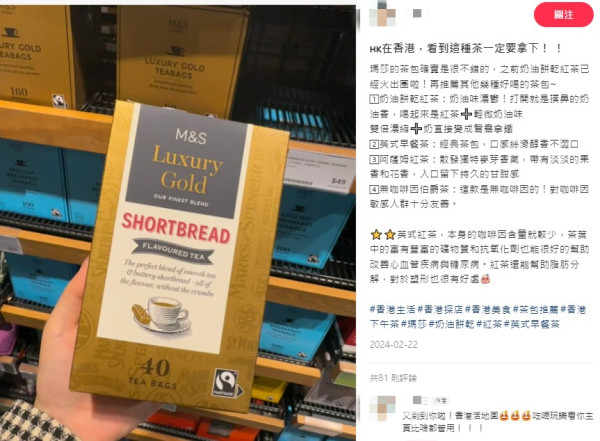 LUXURY GOLD
TEABAGS
160
LUXURY GOLD
TEABAGS
$49
M&S
Luxury
Gold
OUR FINEST BLEND
SHORTBREAD
FLAVOURED TEA
The perfect blend of smooth tea
& buttery shortbread - all of
the flavour, without the crumbs
40
TEA BAGS
FAIRTRADE
關注
HK在香港，看到這種茶一定要拿下！！
瑪莎的茶包確實是很不錯的，之前奶油餅乾紅茶已
經火出圈啦！再推薦其他幾種好喝的茶包~
1️⃣奶油餅乾紅茶：奶油味濃鬱！打開就是撲鼻的奶
油香，喝起來是紅茶➕輕微奶油味
雙倍濃縮➕奶直接變成鴛鴦拿鐵
2️⃣英式早餐茶：經典茶包，口感絲滑醇香不澀口
3️⃣阿薩姆紅茶：散發獨特麥芽香氣，帶有淡淡的果
香和花香，入口留下持久的甘甜感
4️⃣無咖啡因伯爵茶：這款是無咖啡因的！對咖啡因
敏感人群十分友善。
⭐⭐英式紅茶，本身的咖啡因含量就較少，茶葉
中的富有豐富的礦物質和抗氧化劑也能很好的幫助
改善心血管疾病與糖尿病。紅茶還能幫助脂肪分
解，對於塑形也很有好處
#香港生活 #香港探店 #香港美食 #茶包推薦 #香港
下午茶 #瑪莎 #奶油餅乾 #紅茶 #英式早餐茶
2024-02-22
共81則評論
又刷到你啦！香港活地圖吃喝玩樂看你主
頁比啥都管用！！！